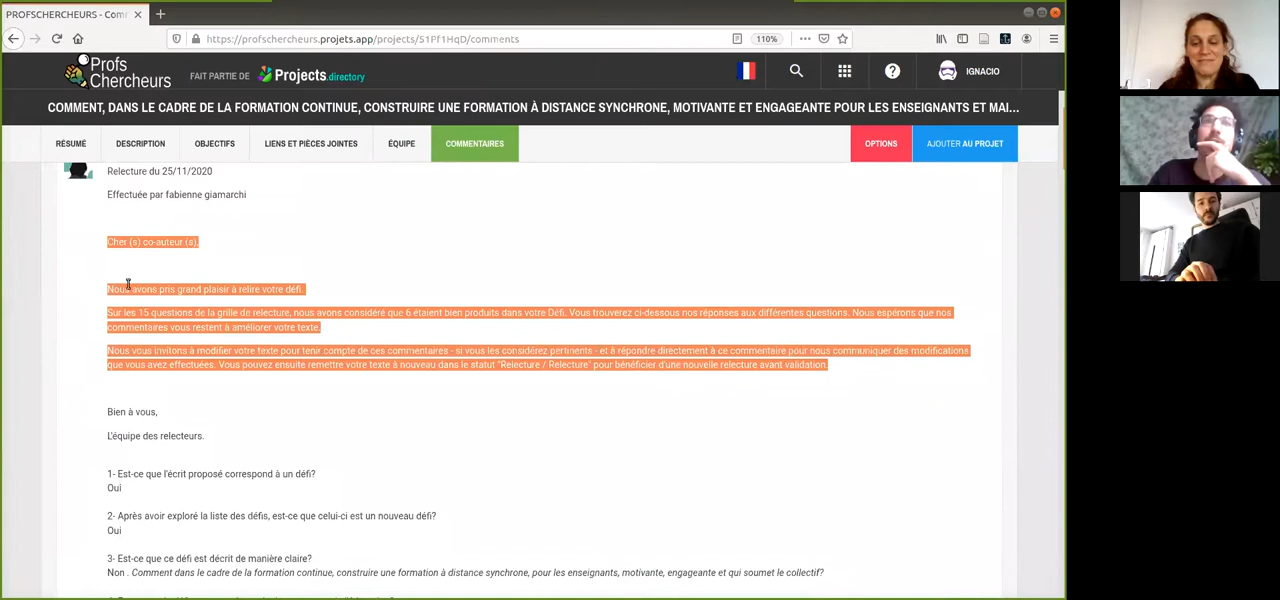 PROFSCHERCHEURS - Com
https://profschercheurs.projets.app/projects/51Pf1HqD/comments
110%
Profs Chercheurs
FAIT PARTIE DE
Projects.directory
IGNACIO
COMMENT, DANS LE CADRE DE LA FORMATION CONTINUE, CONSTRUIRE UNE FORMATION À DISTANCE SYNCHRONE, MOTIVANTE ET ENGAGEANTE POUR LES ENSEIGNANTS ET MAI...
RÉSUMÉ
DESCRIPTION
OBJECTIFS
LIENS ET PIÈCES JOINTES
ÉQUIPE
COMMENTAIRES
OPTIONS
AJOUTER AU PROJET
Relecture du 25/11/2020
Effectuée par fabienne giamarchi
Cher (s) co-auteur (s),
Nous avons pris grand plaisir à relire votre défi.
Sur les 15 questions de la grille de relecture, nous avons considéré que 6 étaient bien produits dans votre Défi. Vous trouverez ci-dessous nos réponses aux différentes questions. Nous espérons que nos
commentaires vous restent à améliorer votre texte.
Nous vous invitons à modifier votre texte pour tenir compte de ces commentaires - si vous les considérez pertinents - et à répondre directement à ce commentaire pour nous communiquer des modifications
que vous avez effectuées. Vous pouvez ensuite remettre votre texte à nouveau dans le statut "Relecture / Relecture" pour bénéficier d'une nouvelle relecture avant validation.
Bien à vous,
L'équipe des relecteurs.
1- Est-ce que l'écrit proposé correspond à un défi?
Oui
2- Après avoir exploré la liste des défis, est-ce que celui-ci est un nouveau défi?
Oui
3- Est-ce que ce défi est décrit de manière claire?
Non . Comment dans le cadre de la formation continue, construire une formation à distance synchrone, pour les enseignants, motivante, engageante et qui soumet le collectif?